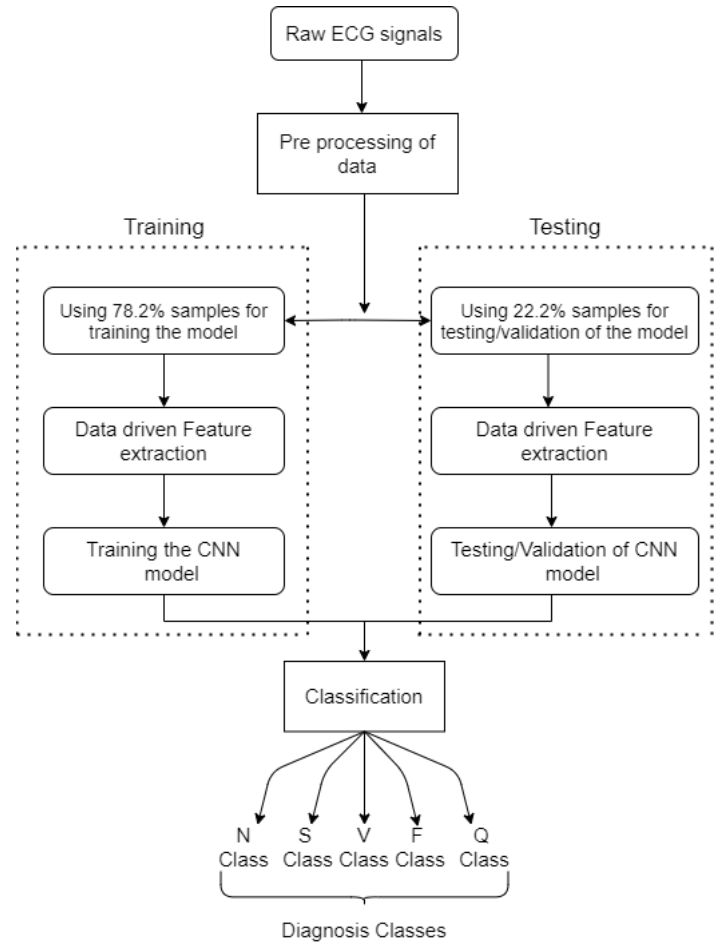 Raw ECG signals
Pre processing of
data
Training
Testing
Using 78.2% samples for
training the model
Using 22.2% samples for
testing/validation of the model
Data driven Feature
extraction
Data driven Feature
extraction
Training the CNN
model
Testing/Validation of CNN
model
Classification
N
Class
S
Class
V
Class
F
Class
Q
Class
Diagnosis Classes